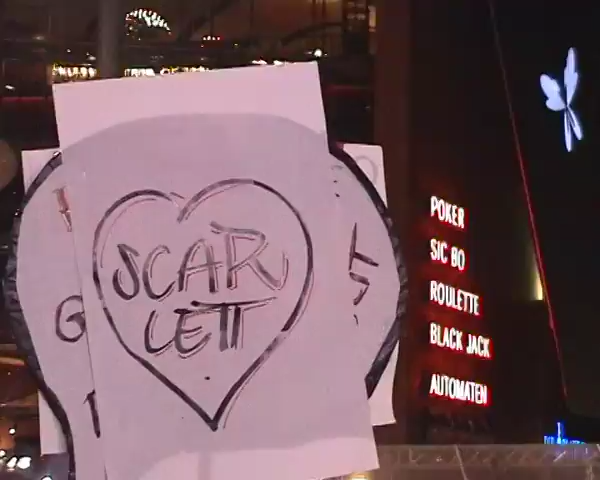 SCAR
LETT
G
POKER
SIC BO
ROULETTE
BLACK JACK
AUTOMATEN